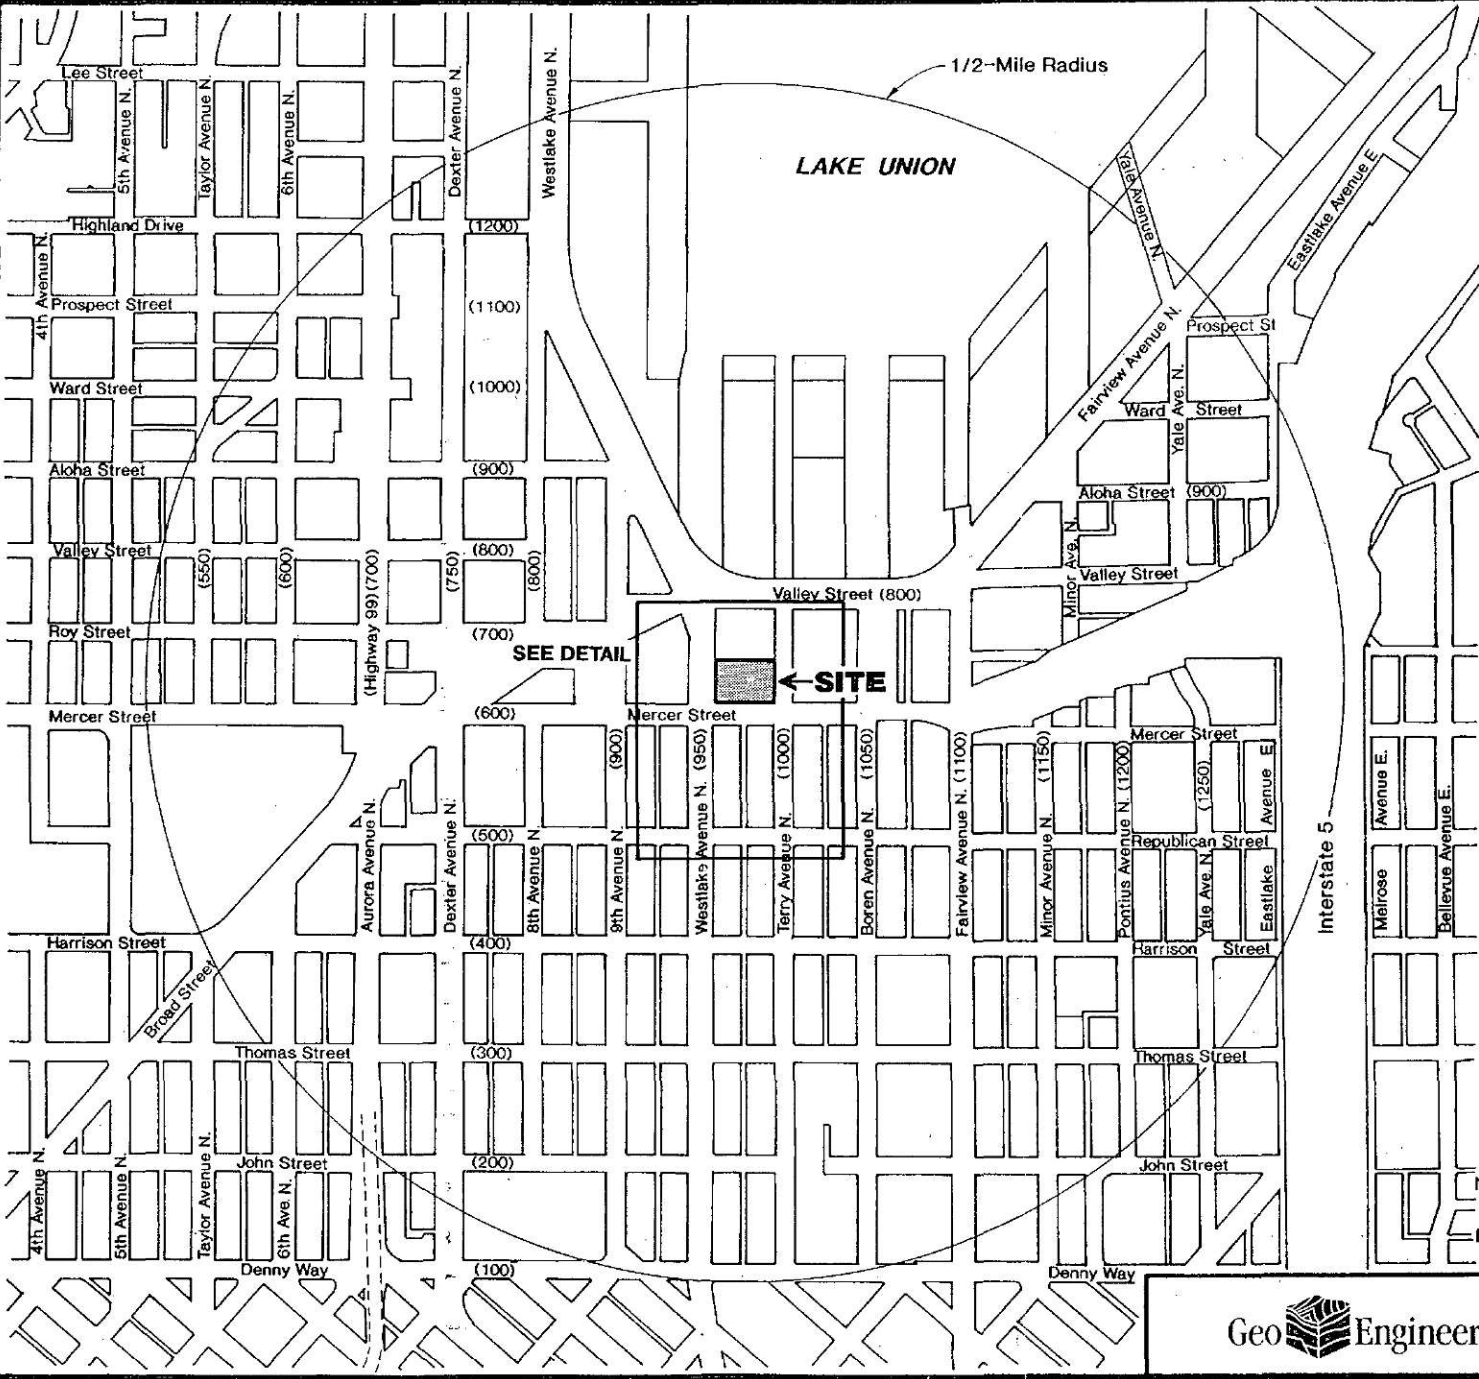 1/2-Mile Radius
Lee Street
5th Avenue N.
Taylor Avenue N.
6th Avenue N.
Dexter Avenue N.
Westlake Avenue N.
LAKE UNION
Yale Avenue N.
Eastlake Avenue E
Highland Drive
(1200)
4th Avenue N.
Prospect Street
(1100)
Fairview Avenue N.
Prospect St
Ward Street
(1000)
Ward Street
Yale Ave. N.
Aloha Street
(900)
Aloha Street (900)
Valley Street
(550)
(600)
(Highway 99) (700)
(750)
(800)
(800)
Minor Ave. N.
Valley Street
Valley Street (800)
Roy Street
(700)
SEE DETAIL
SITE
Mercer Street
(600)
Mercer Street
Mercer Street
(900)
(950)
(1000)
(1050)
(1100)
(1150)
(1200)
(1250)
Aurora Avenue N.
Dexter Avenue N.
(500)
8th Avenue N.
9th Avenue N.
Westlake Avenue N.
Terry Avenue N.
Boren Avenue N.
Fairview Avenue N.
Minor Avenue N.
Pontius Avenue N.
Republican Street
Yale Ave. N.
Eastlake Avenue E
Interstate 5
Melrose Avenue E.
Bellevue Avenue E.
Harrison Street
(400)
Harrison Street
Broad Street
Thomas Street
(300)
Thomas Street
4th Avenue N.
5th Avenue N.
Taylor Avenue N.
John Street
6th Ave. N.
(200)
John Street
Denny Way
(100)
Denny Way
Geo Engineer